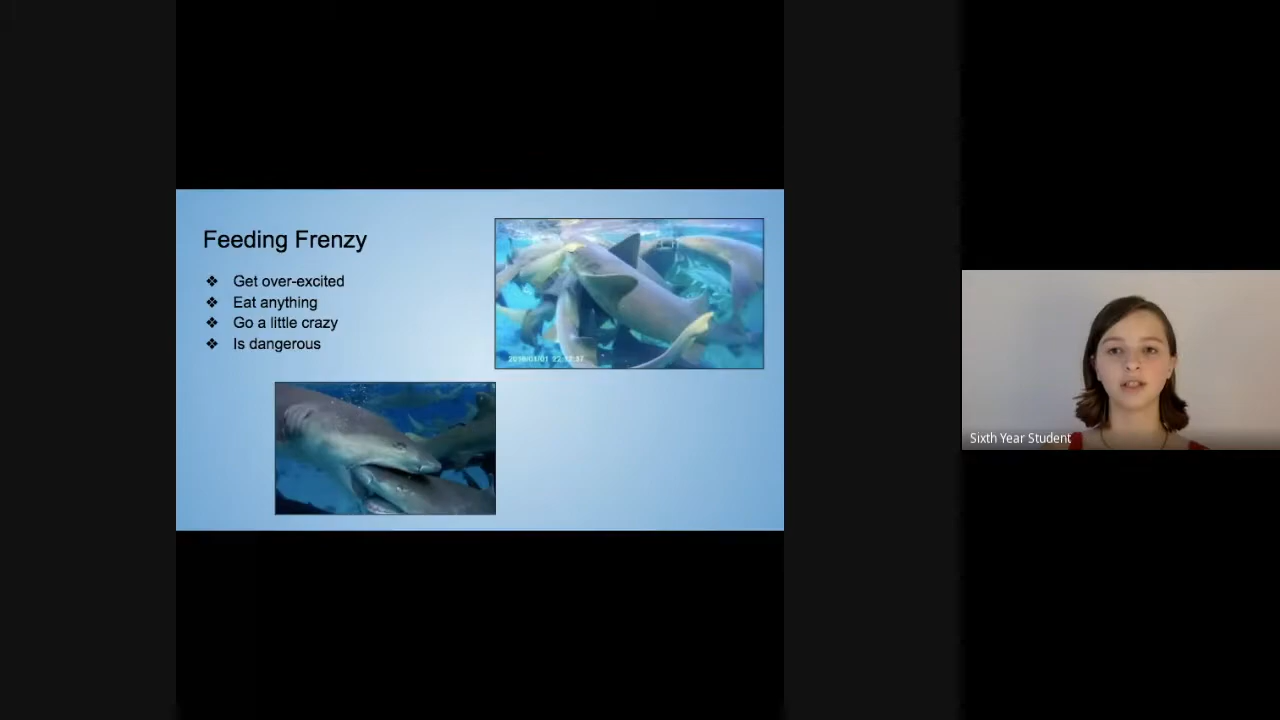 Feeding Frenzy
❖ Get over-excited
❖ Eat anything
❖ Go a little crazy
❖ Is dangerous
Sixth Year Student